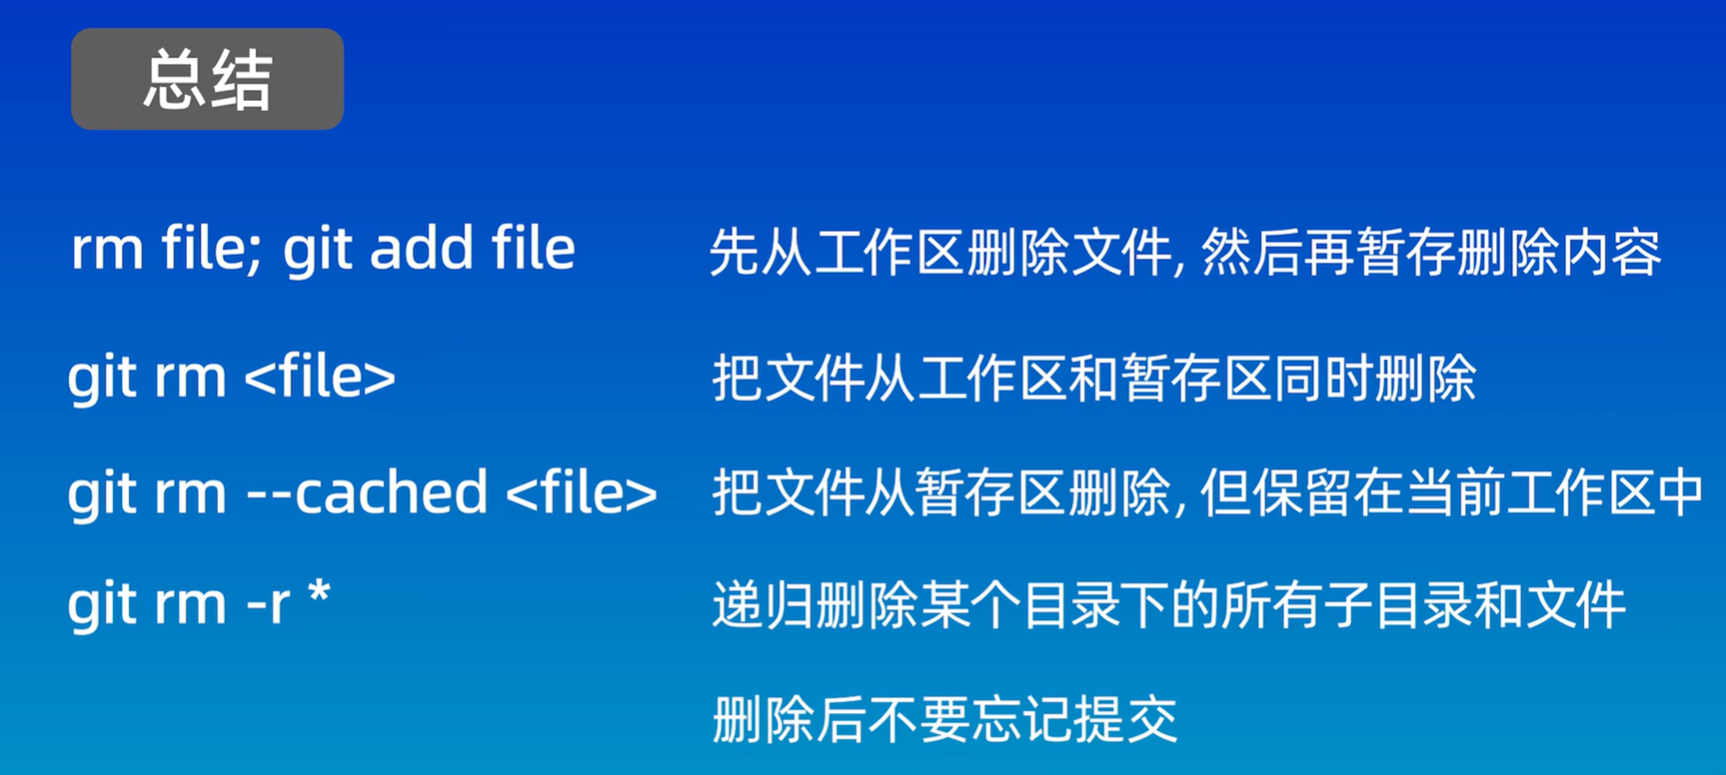 总结
rm file; git add file 先从工作区删除文件, 然后再暂存删除内容
git rm <file> 把文件从工作区和暂存区同时删除
git rm --cached <file> 把文件从暂存区删除, 但保留在当前工作区中
git rm -r * 递归删除某个目录下的所有子目录和文件
删除后不要忘记提交